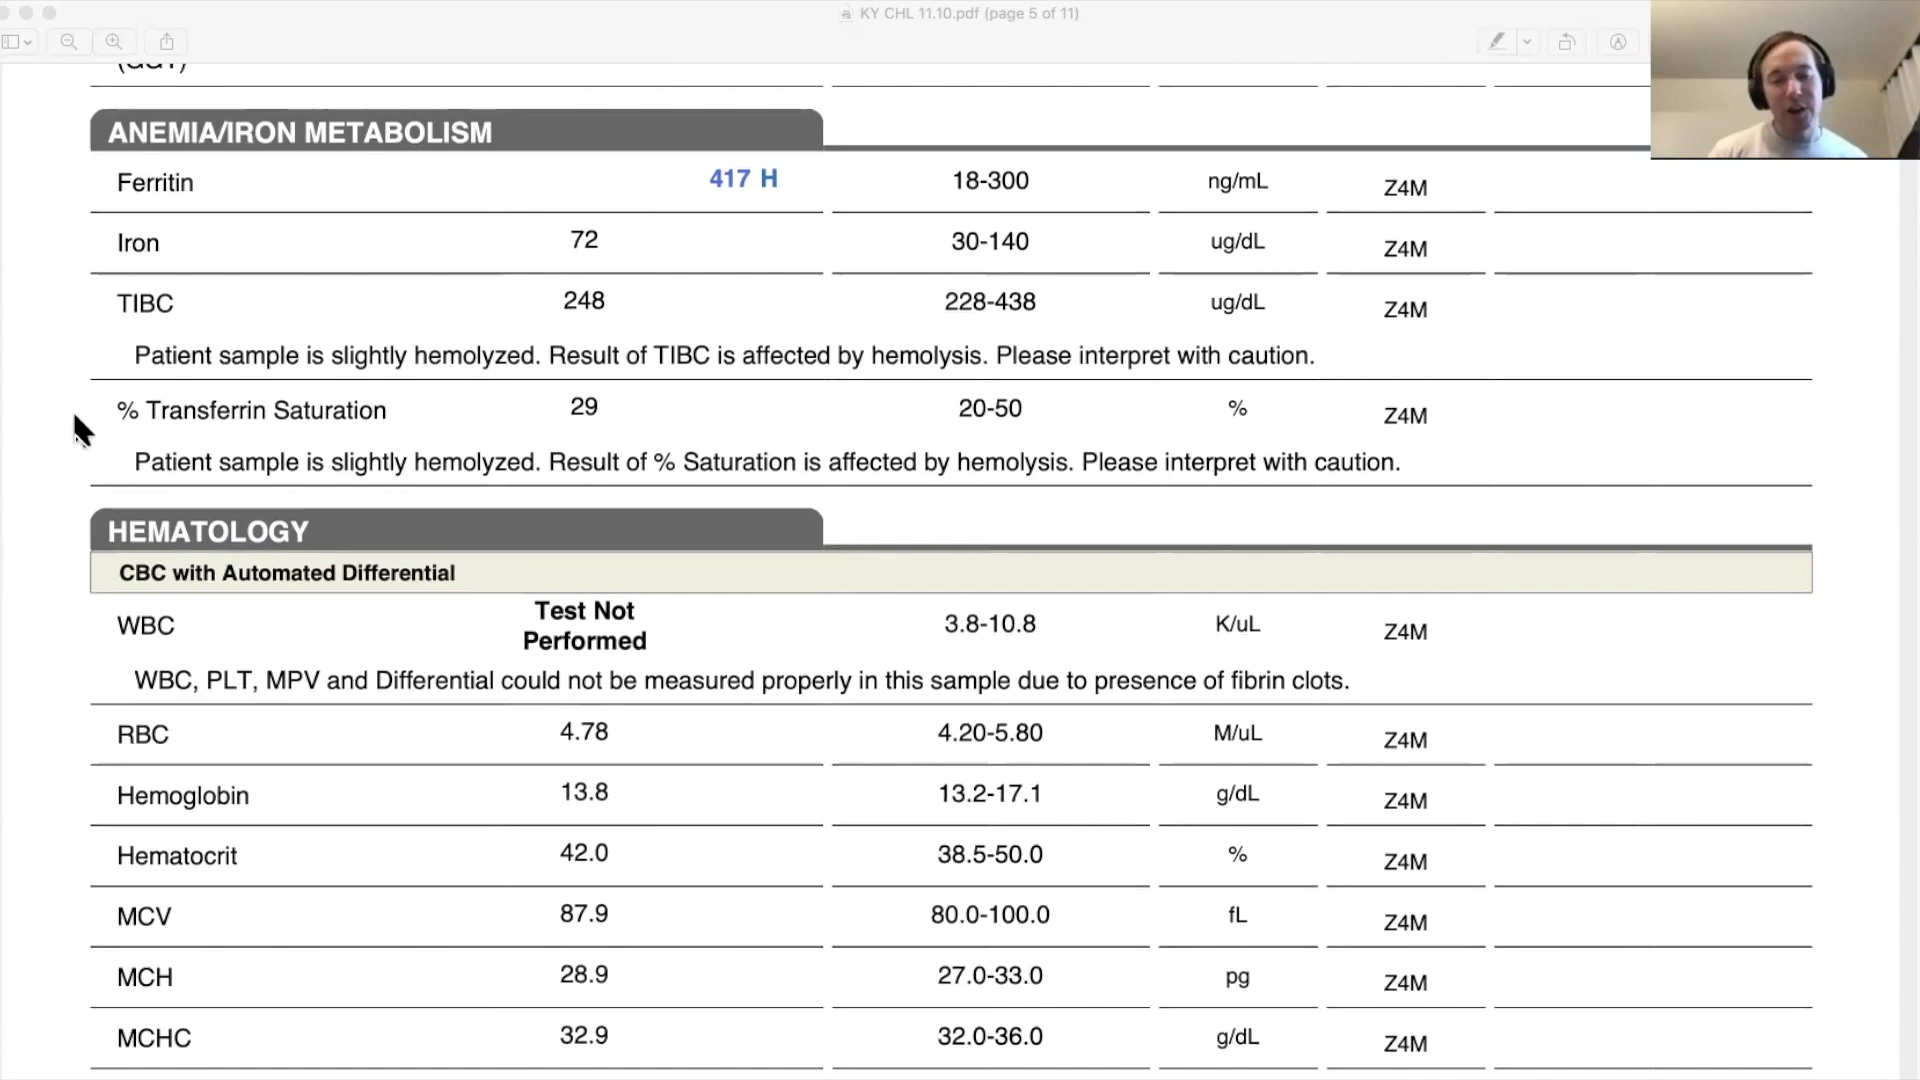 KY CHL 11.10.pdf (page 5 of 11)
(GGT)
ANEMIA/IRON METABOLISM
Ferritin 417 H 18-300 ng/mL Z4M
Iron 72 30-140 ug/dL Z4M
TIBC 248 228-438 ug/dL Z4M
Patient sample is slightly hemolyzed. Result of TIBC is affected by hemolysis. Please interpret with caution.
% Transferrin Saturation 29 20-50 % Z4M
Patient sample is slightly hemolyzed. Result of % Saturation is affected by hemolysis. Please interpret with caution.
HEMATOLOGY
CBC with Automated Differential
WBC Test Not Performed 3.8-10.8 K/uL Z4M
WBC, PLT, MPV and Differential could not be measured properly in this sample due to presence of fibrin clots.
RBC 4.78 4.20-5.80 M/uL Z4M
Hemoglobin 13.8 13.2-17.1 g/dL Z4M
Hematocrit 42.0 38.5-50.0 % Z4M
MCV 87.9 80.0-100.0 fL Z4M
MCH 28.9 27.0-33.0 pg Z4M
MCHC 32.9 32.0-36.0 g/dL Z4M